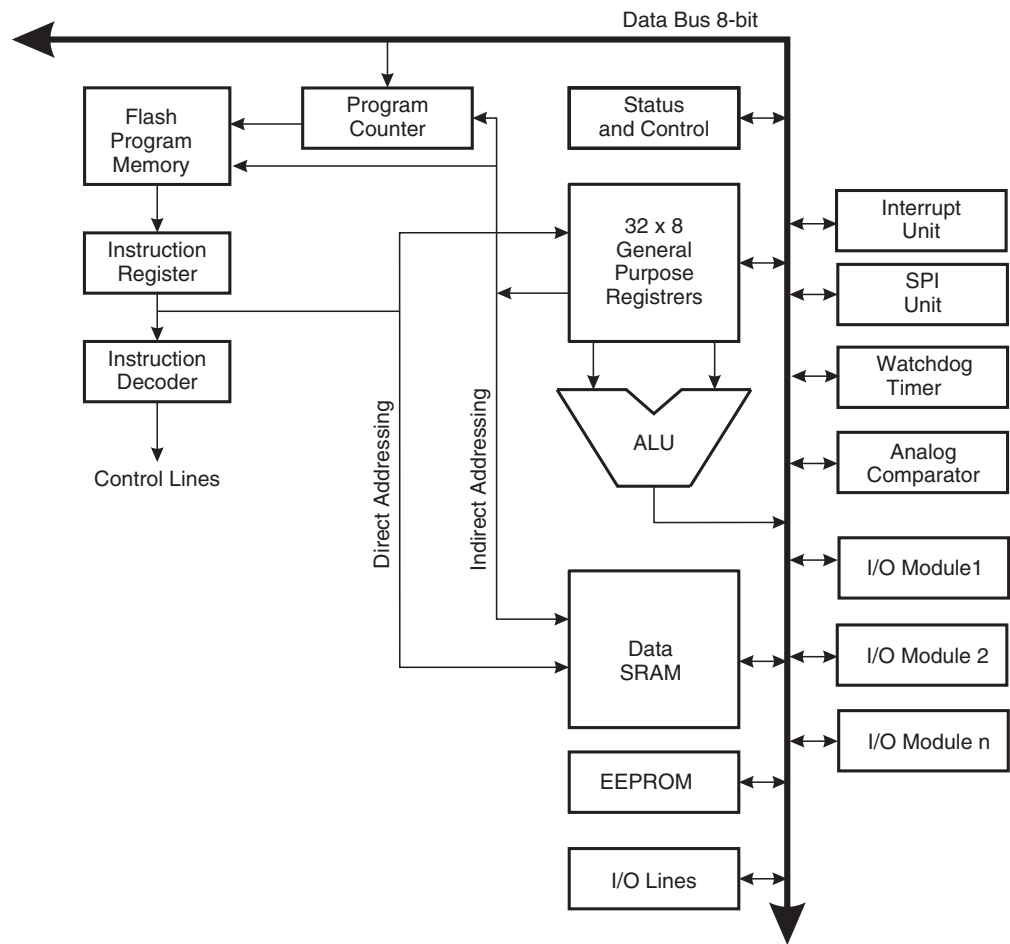 Data Bus 8-bit
Flash
Program
Memory
Program
Counter
Status
and Control
Instruction
Register
32 x 8
General
Purpose
Registrers
Interrupt
Unit
SPI
Unit
Instruction
Decoder
Watchdog
Timer
Control Lines
Direct Addressing
Indirect Addressing
ALU
Analog
Comparator
I/O Module1
Data
SRAM
I/O Module 2
I/O Module n
EEPROM
I/O Lines